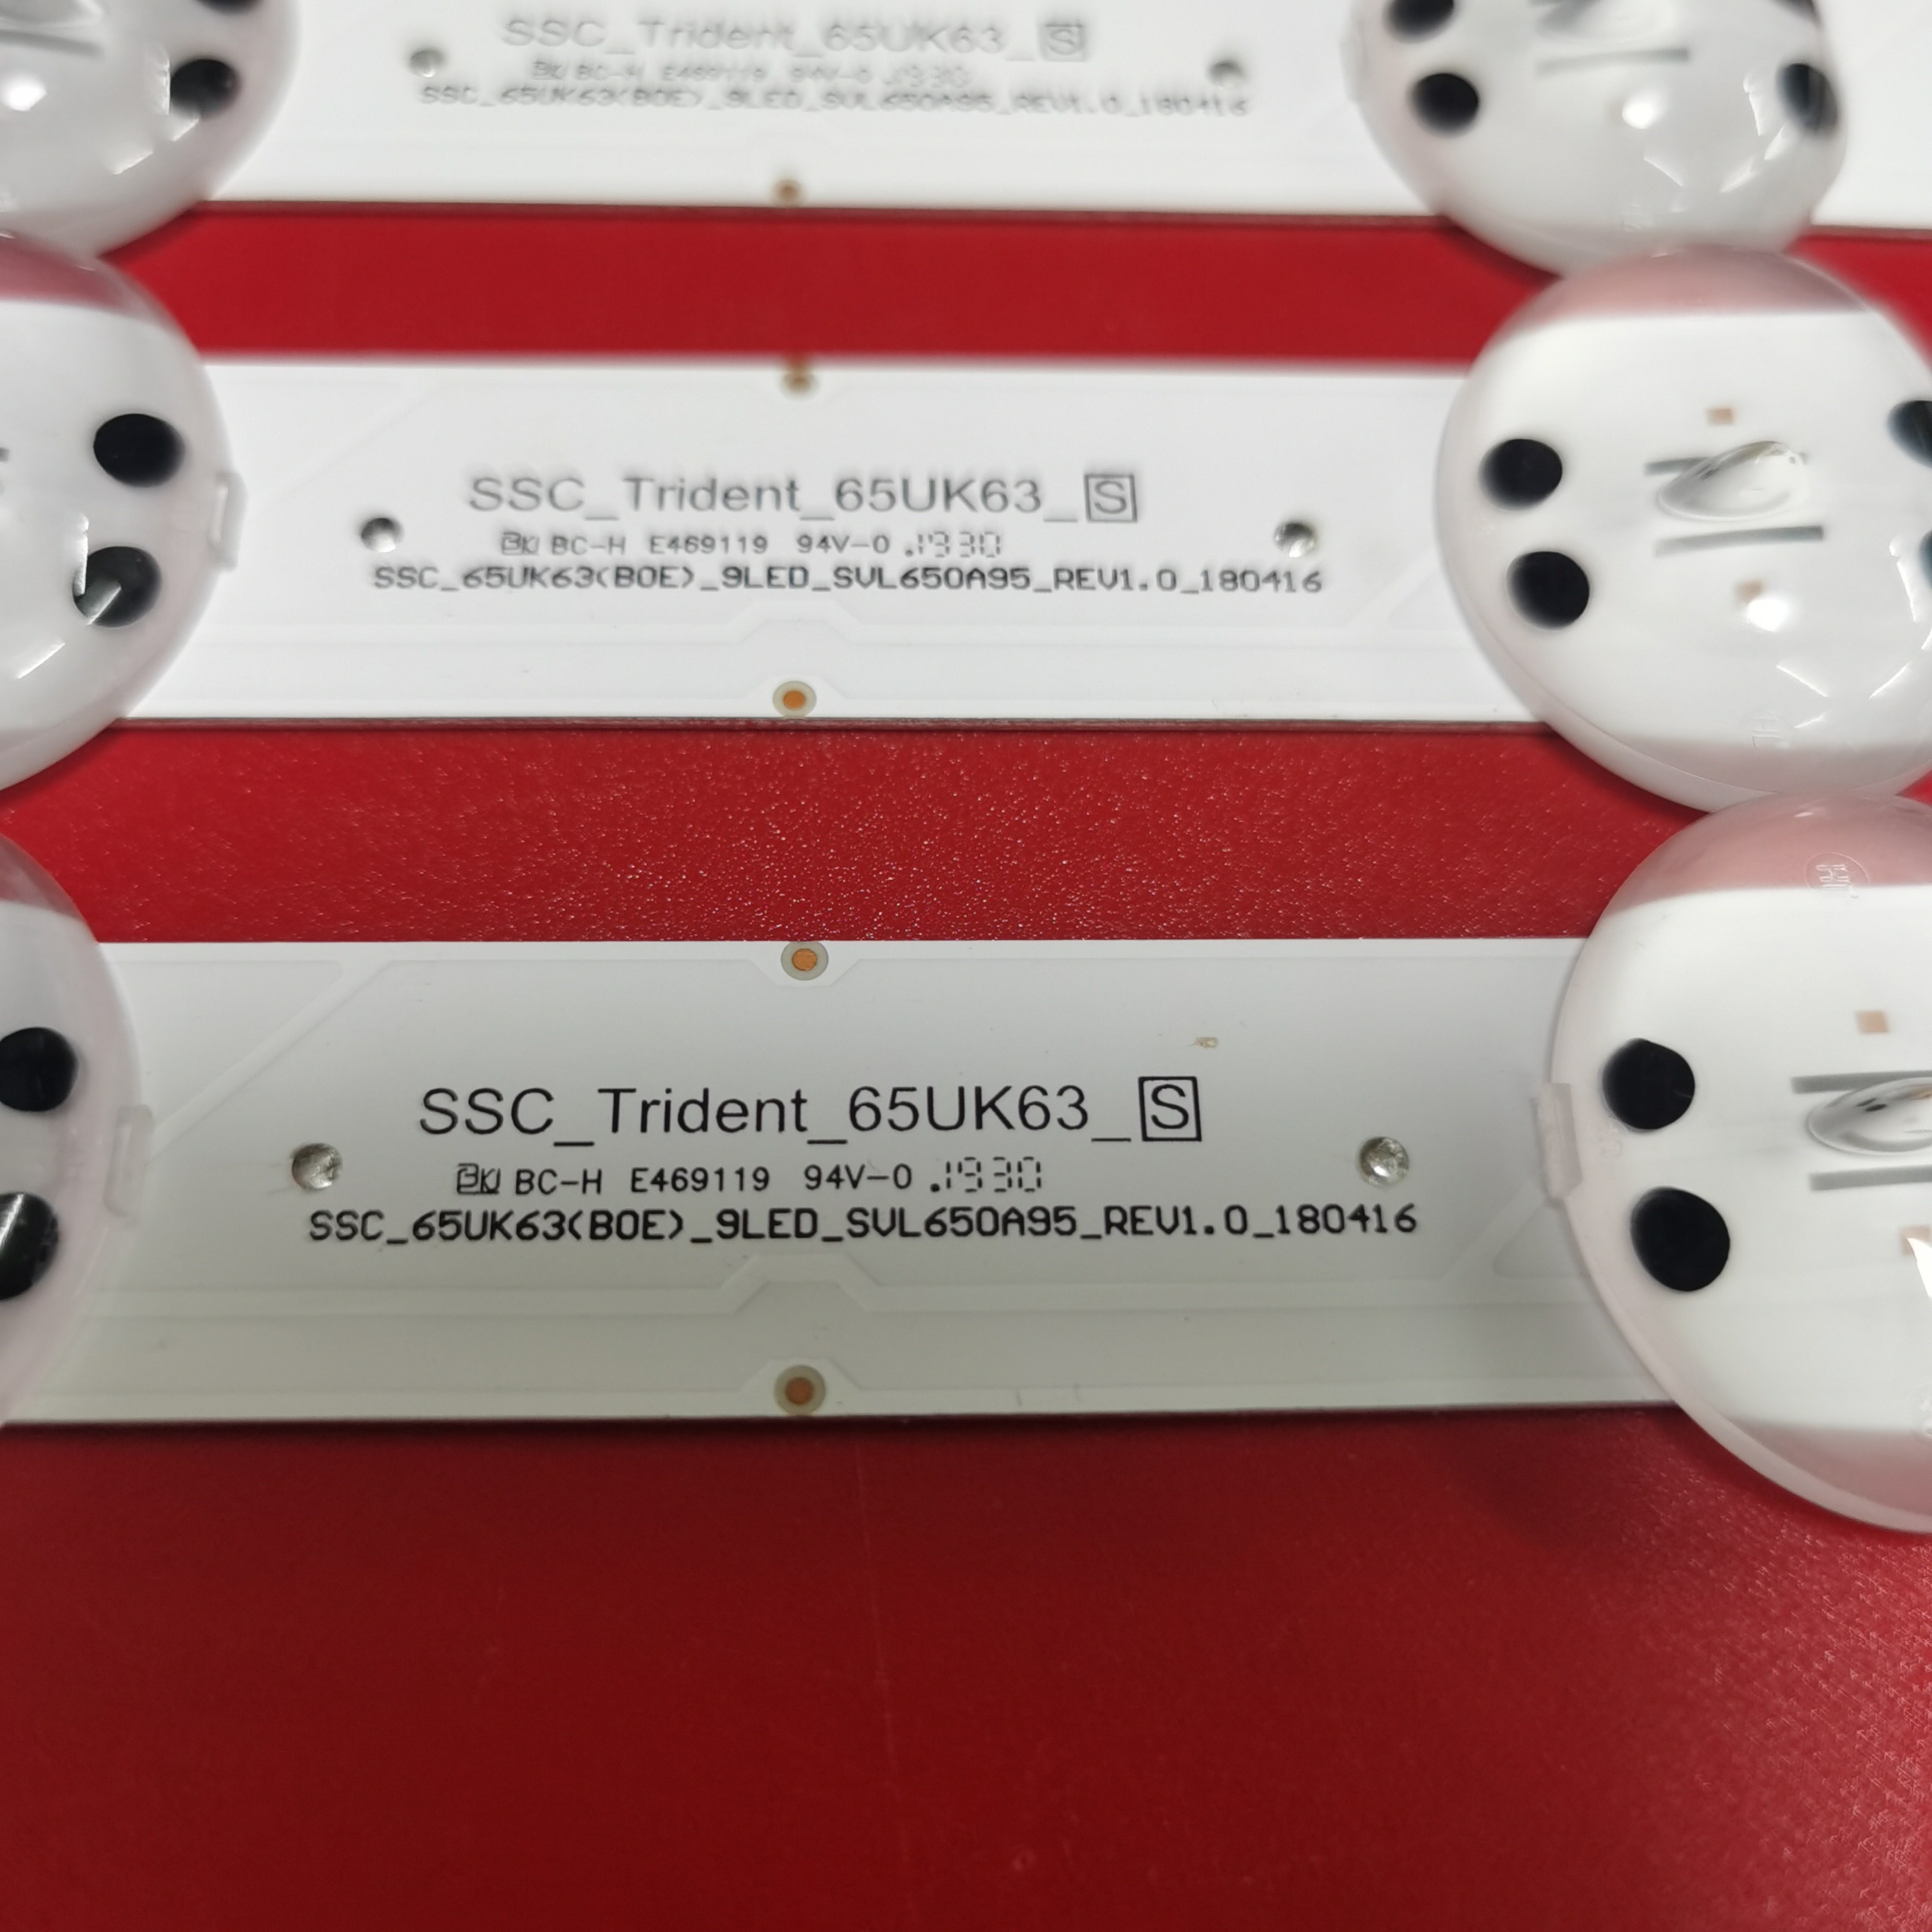 SSC_Trident_65UK63_S
BC-H E469119 94V-0 .1930
SSC_65UK63(BOE)_9LED_SVL650A95_REV1.0_180416
SSC_Trident_65UK63_S
BC-H E469119 94V-0 .1930
SSC_65UK63(BOE)_9LED_SVL650A95_REV1.0_180416
SSC_Trident_65UK63_S
BC-H E469119 94V-0 .1930
SSC_65UK63(BOE)_9LED_SVL650A95_REV1.0_180416